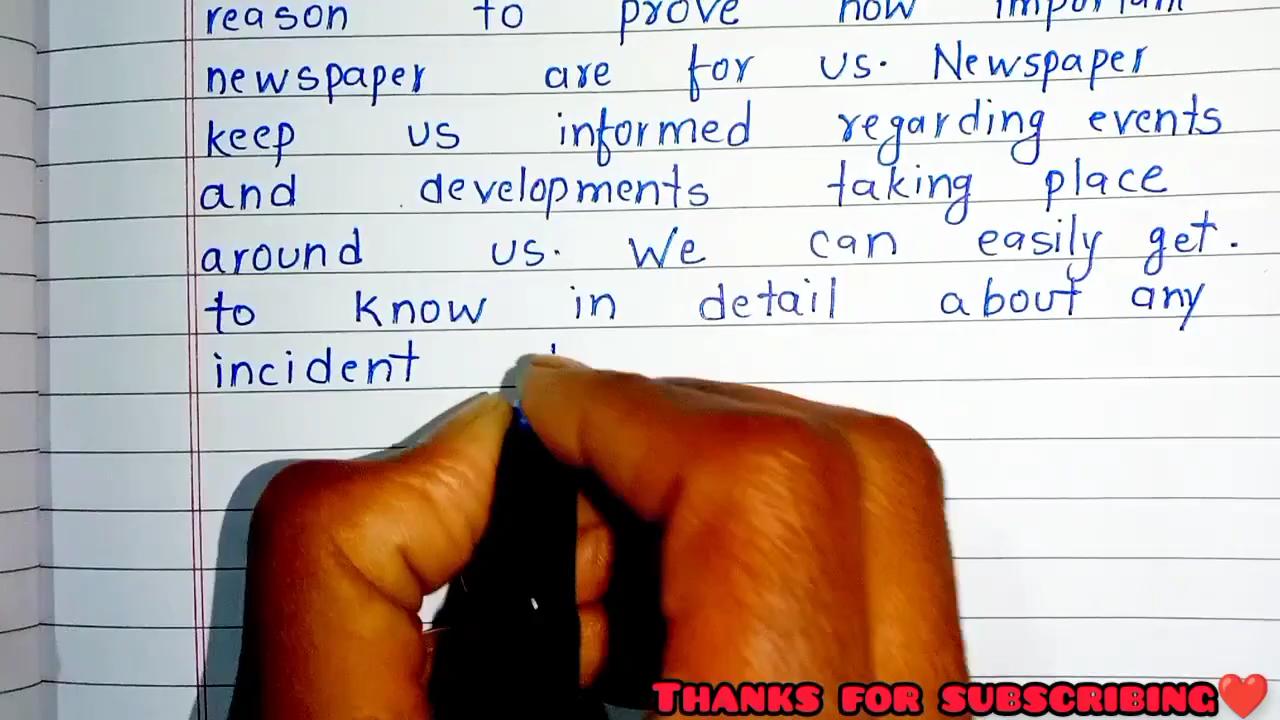 reason to prove how important
newspaper are for us. Newspaper
keep us informed regarding events
and developments taking place
around us. We can easily get.
to know in detail about any
incident
THANKS FOR SUBSCRIBING❤️